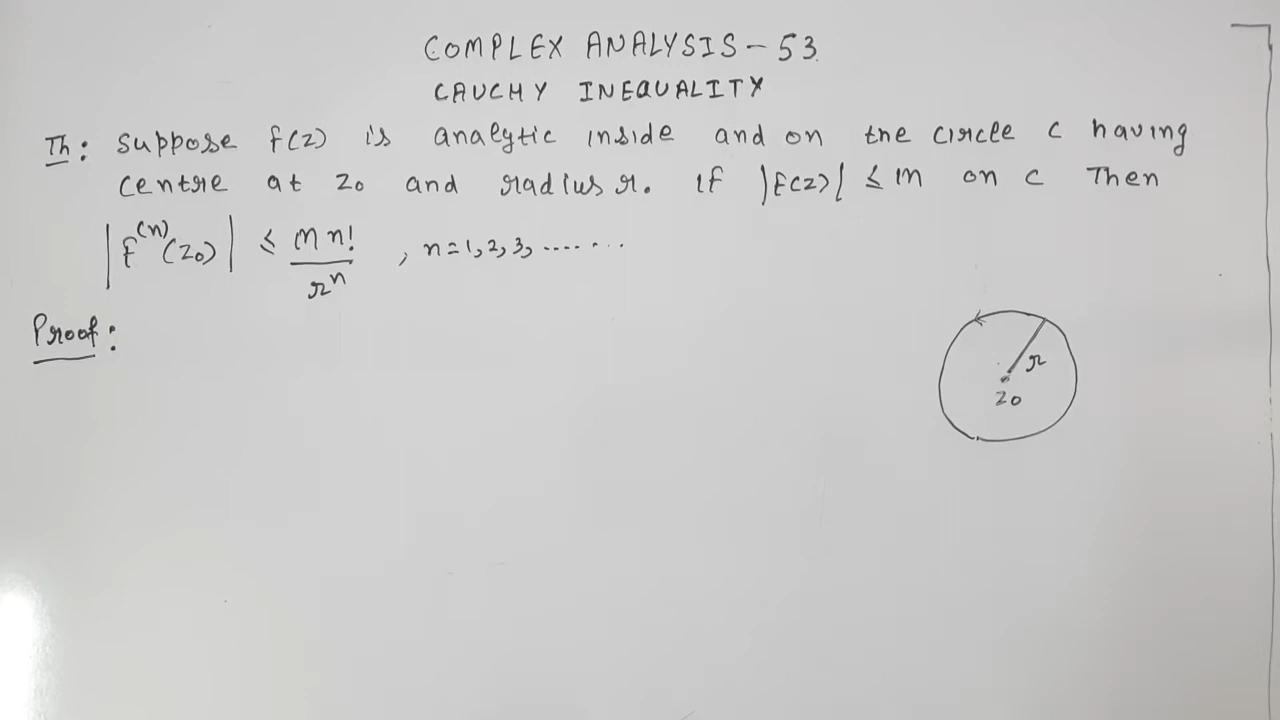 COMPLEX ANALYSIS - 53
CAUCHY INEQUALITY
Th: Suppose f(z) is analytic inside and on the circle C having
centre at z₀ and radius r. If |f(z)| ≤ M on C Then
|f⁽ⁿ⁾(z₀)| ≤ M n! / rⁿ , n = 1, 2, 3, .......
Proof:
r
z₀